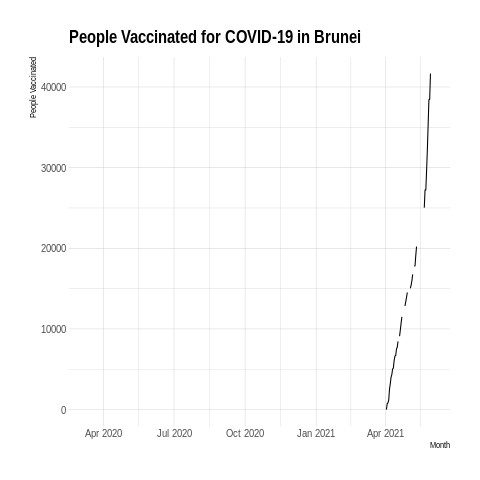 People Vaccinated for COVID-19 in Brunei
People Vaccinated
40000
30000
20000
10000
0
Apr 2020 Jul 2020 Oct 2020 Jan 2021 Apr 2021
Month